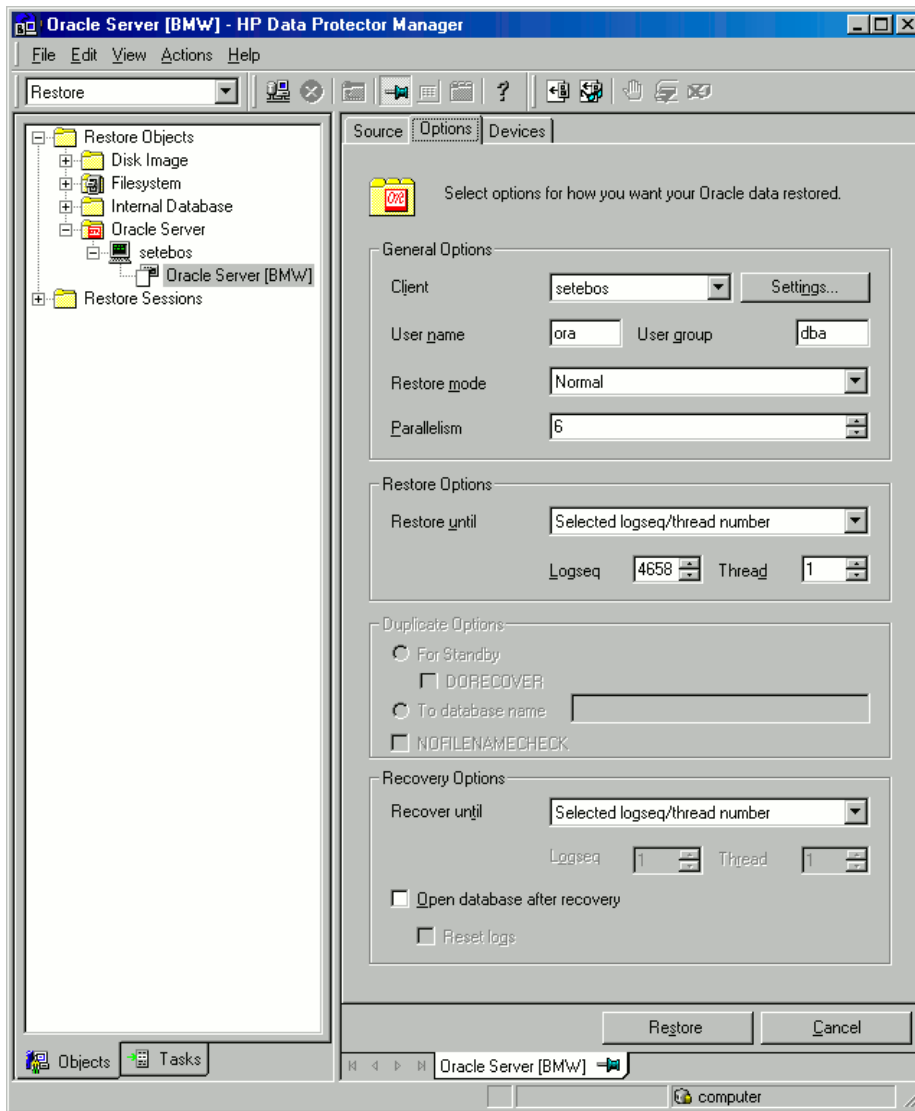 Oracle Server [BMW] - HP Data Protector Manager
File Edit View Actions Help
Restore
Restore Objects
Disk Image
Filesystem
Internal Database
Oracle Server
setebos
Oracle Server [BMW]
Restore Sessions
Objects Tasks
Source Options Devices
Select options for how you want your Oracle data restored.
General Options
Client setebos Settings...
User name ora User group dba
Restore mode Normal
Parallelism 6
Restore Options
Restore until Selected logseq/thread number
Logseq 4658 Thread 1
Duplicate Options
For Standby
DORECOVER
To database name
NOFILENAMECHECK
Recovery Options
Recover until Selected logseq/thread number
Logseq 1 Thread 1
Open database after recovery
Reset logs
Restore Cancel
Oracle Server [BMW]
computer